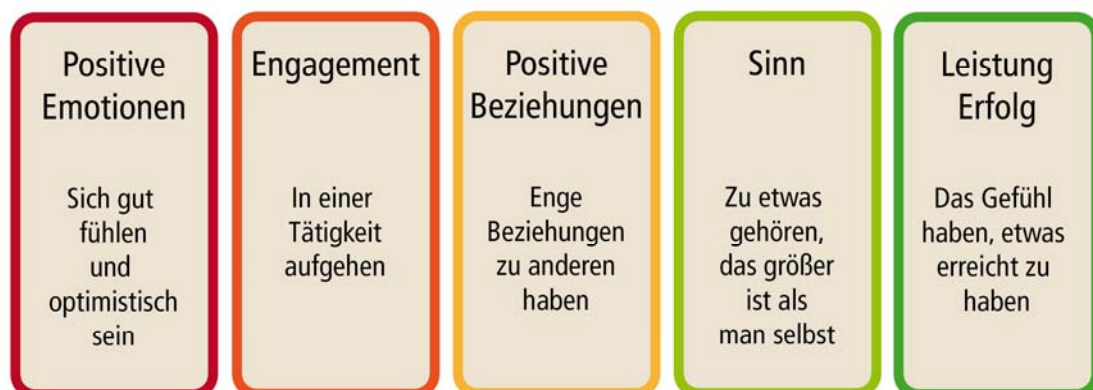 Positive
Emotionen
Sich gut
fühlen
und
optimistisch
sein
Engagement
In einer
Tätigkeit
aufgehen
Positive
Beziehungen
Enge
Beziehungen
zu anderen
haben
Sinn
Zu etwas
gehören,
das größer
ist als
man selbst
Leistung
Erfolg
Das Gefühl
haben, etwas
erreicht zu
haben